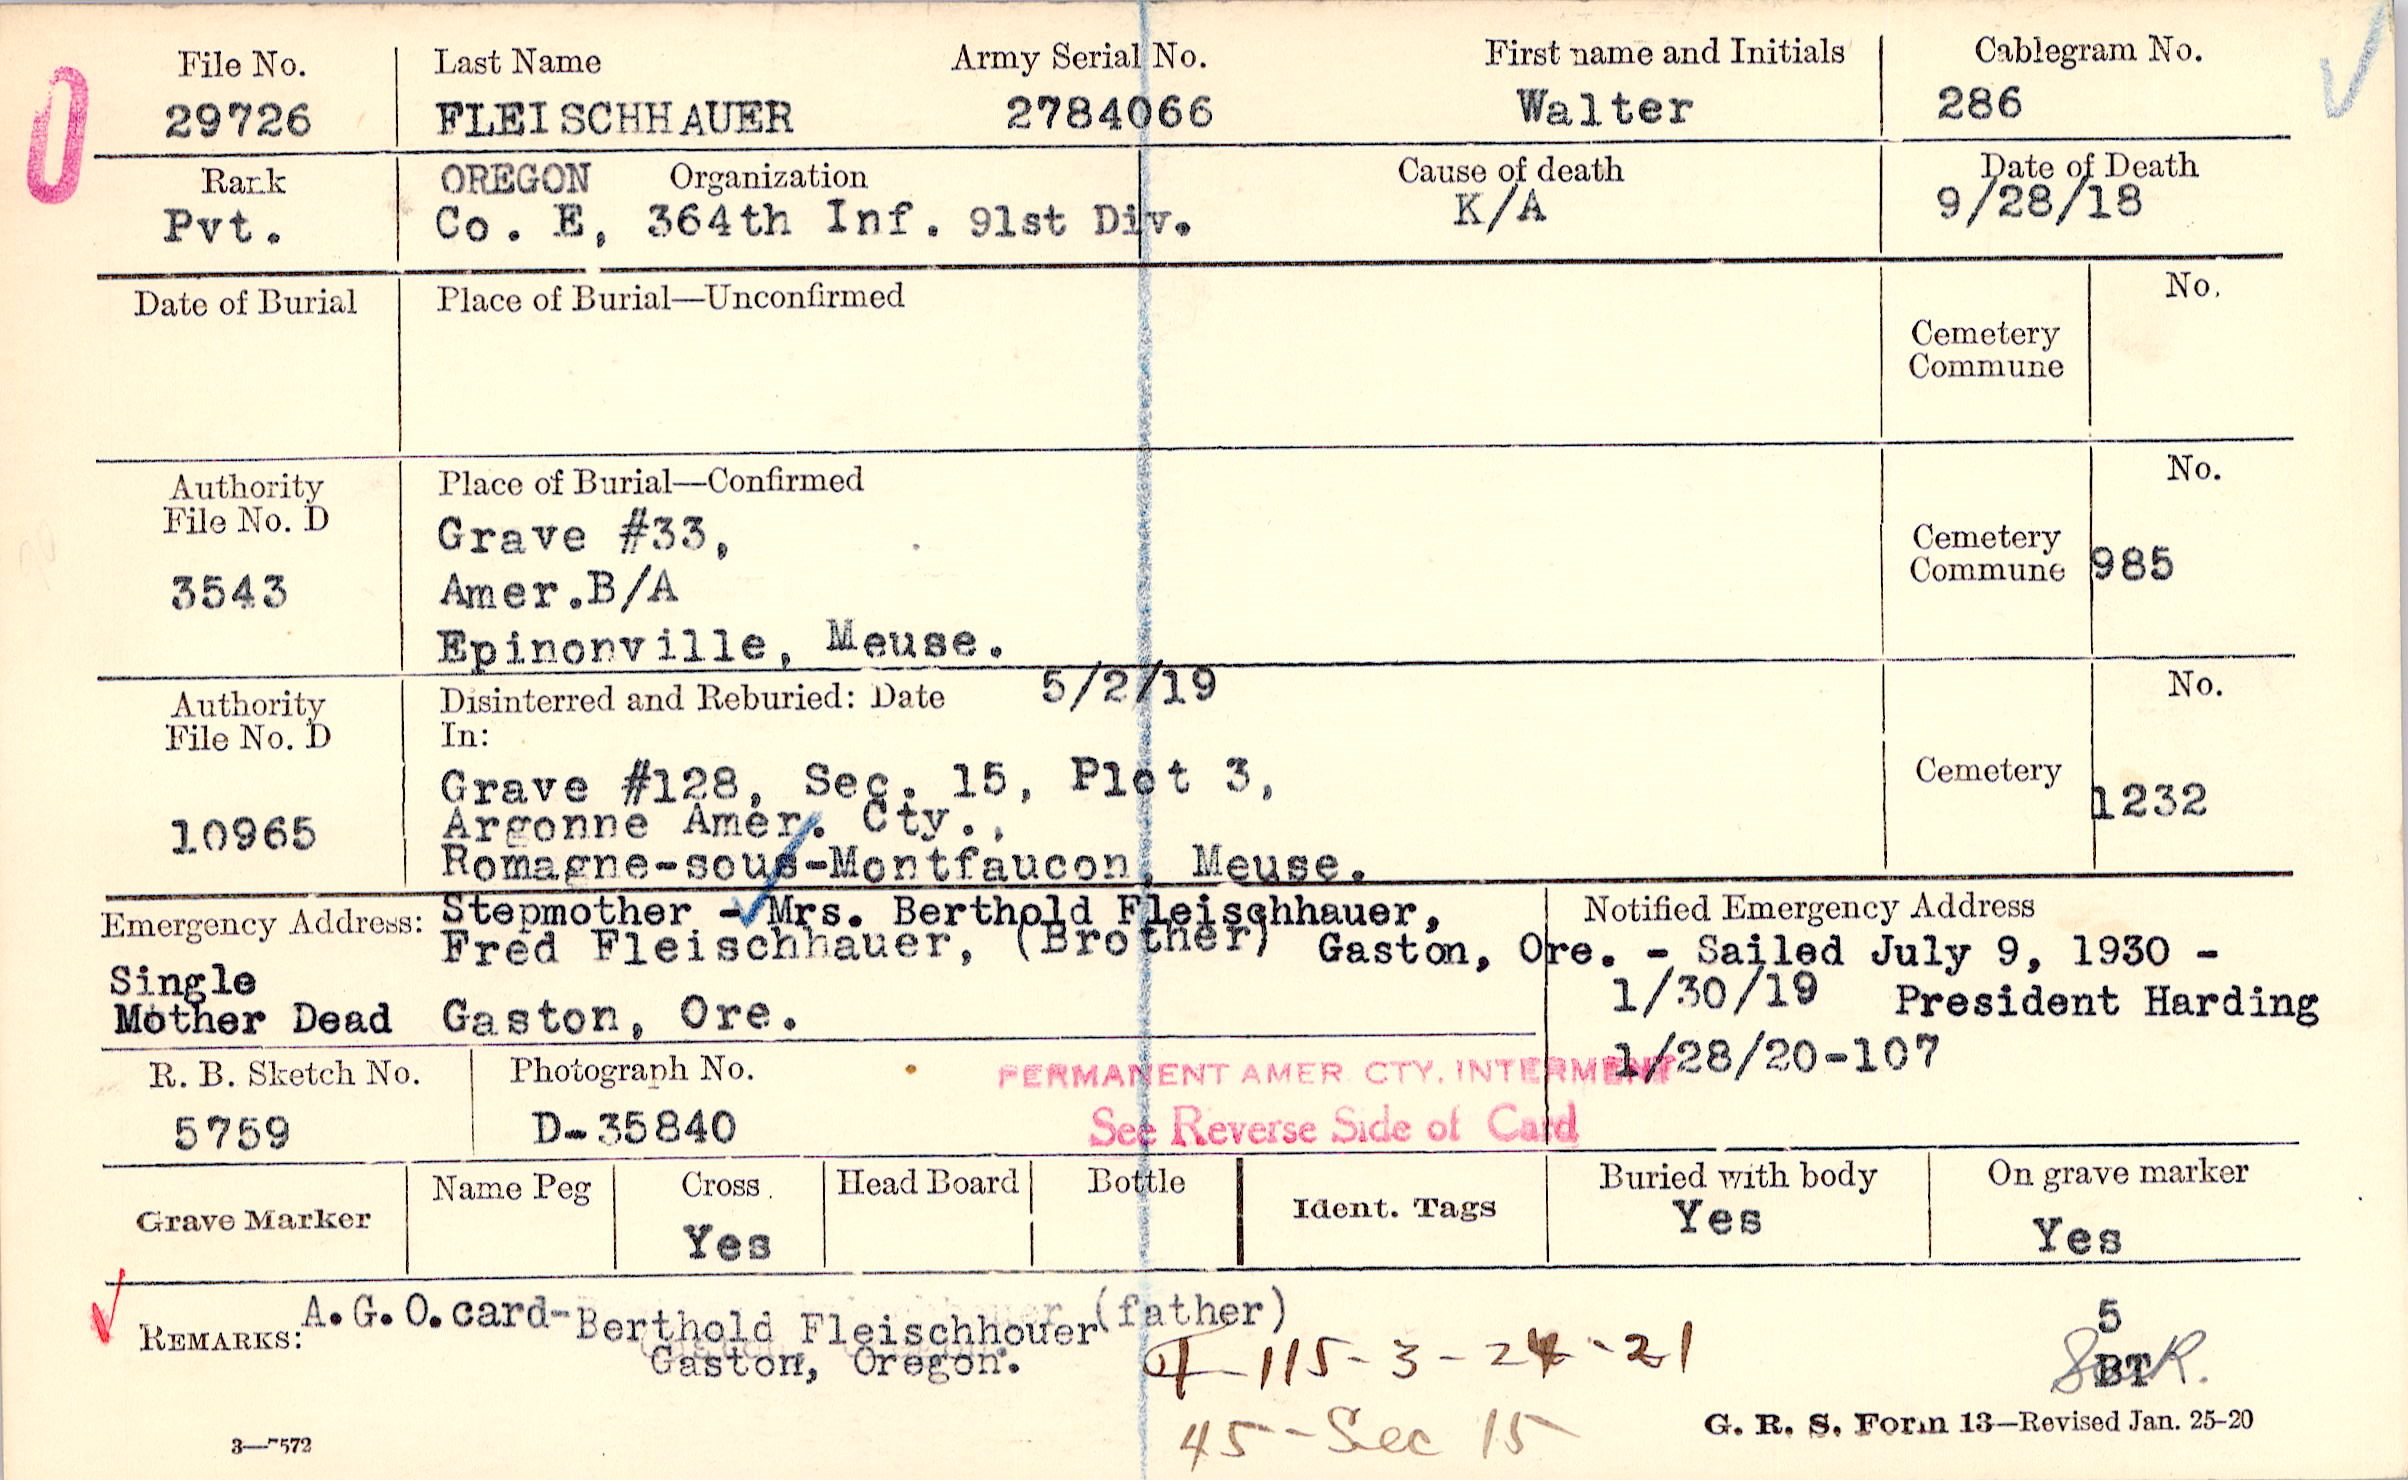 File No. Last Name Army Serial No. First name and Initials Cablegram No.
29726 FLEISCHHAUER 2784066 Walter 286
Rank OREGON Organization Cause of death Date of Death
Pvt. Co. E, 364th Inf. 91st Div. K/A 9/28/18
Date of Burial Place of Burial—Unconfirmed No.
Cemetery
Commune
Authority Place of Burial—Confirmed No.
File No. D
Grave #33,
Cemetery
Commune 985
3543 Amer.B/A
Epinonville, Meuse.
Authority Disinterred and Reburied: Date 5/2/19 No.
File No. D In:
Grave #128, Sec. 15, Plot 3, Cemetery
10965 Argonne Amer. Cty., 1232
Romagne-sous-Montfaucon, Meuse.
Emergency Address: Stepmother - Mrs. Berthold Fleischhauer, Notified Emergency Address
Fred Fleischhauer, (Brother) Gaston, Ore. - Sailed July 9, 1930 -
Single 1/30/19 President Harding
Mother Dead Gaston, Ore.
1/28/20-107
R. B. Sketch No. Photograph No. PERMANENT AMER. CTY. INTERMENT
5759 D-35840 See Reverse Side of Card
Grave Marker Name Peg Cross Head Board Bottle Ident. Tags Buried with body On grave marker
Yes Yes Yes
REMARKS: A.G.O.card-Berthold Fleischhouer (father) 5
Gaston, Oregon. 115-3-24-21 BT
45-Sec 15
3—7572 G. R. S. Form 13—Revised Jan. 25-20